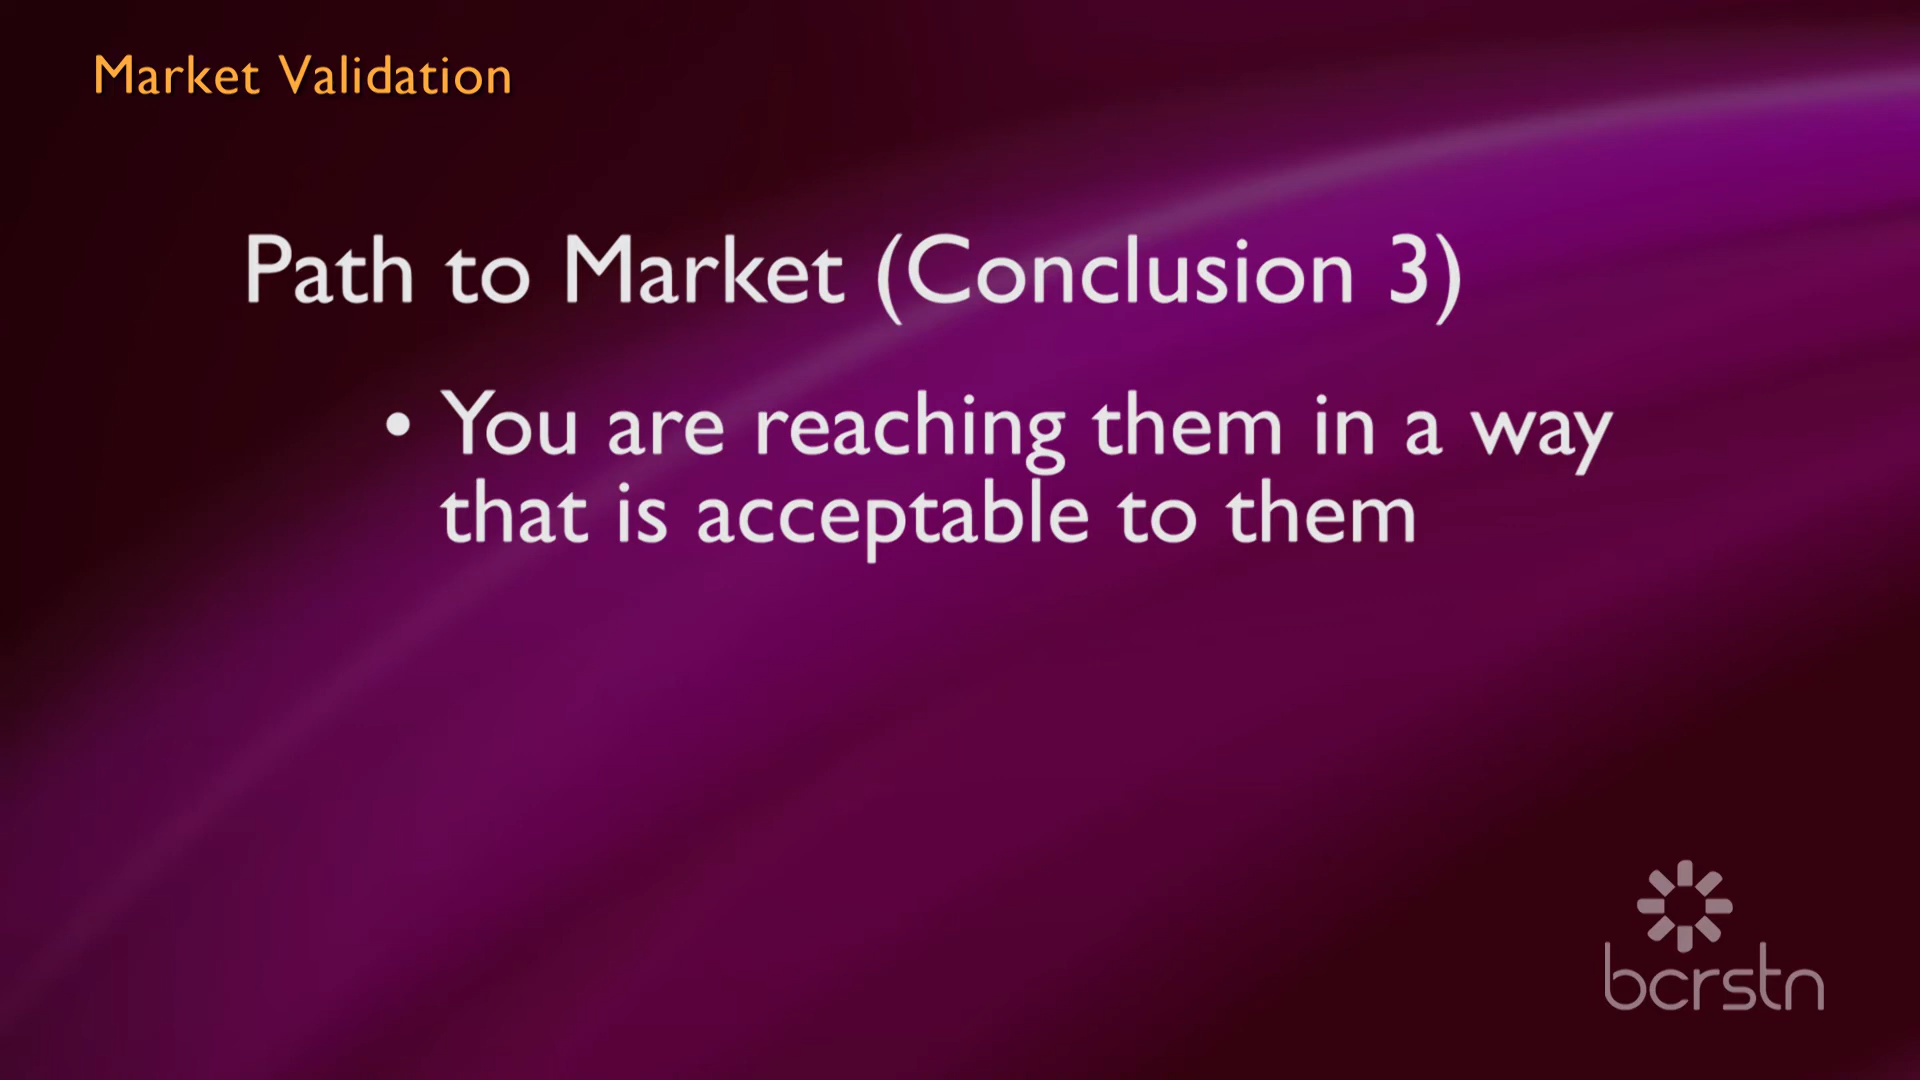 Market Validation
Path to Market (Conclusion 3)
• You are reaching them in a way
that is acceptable to them
bcrstn